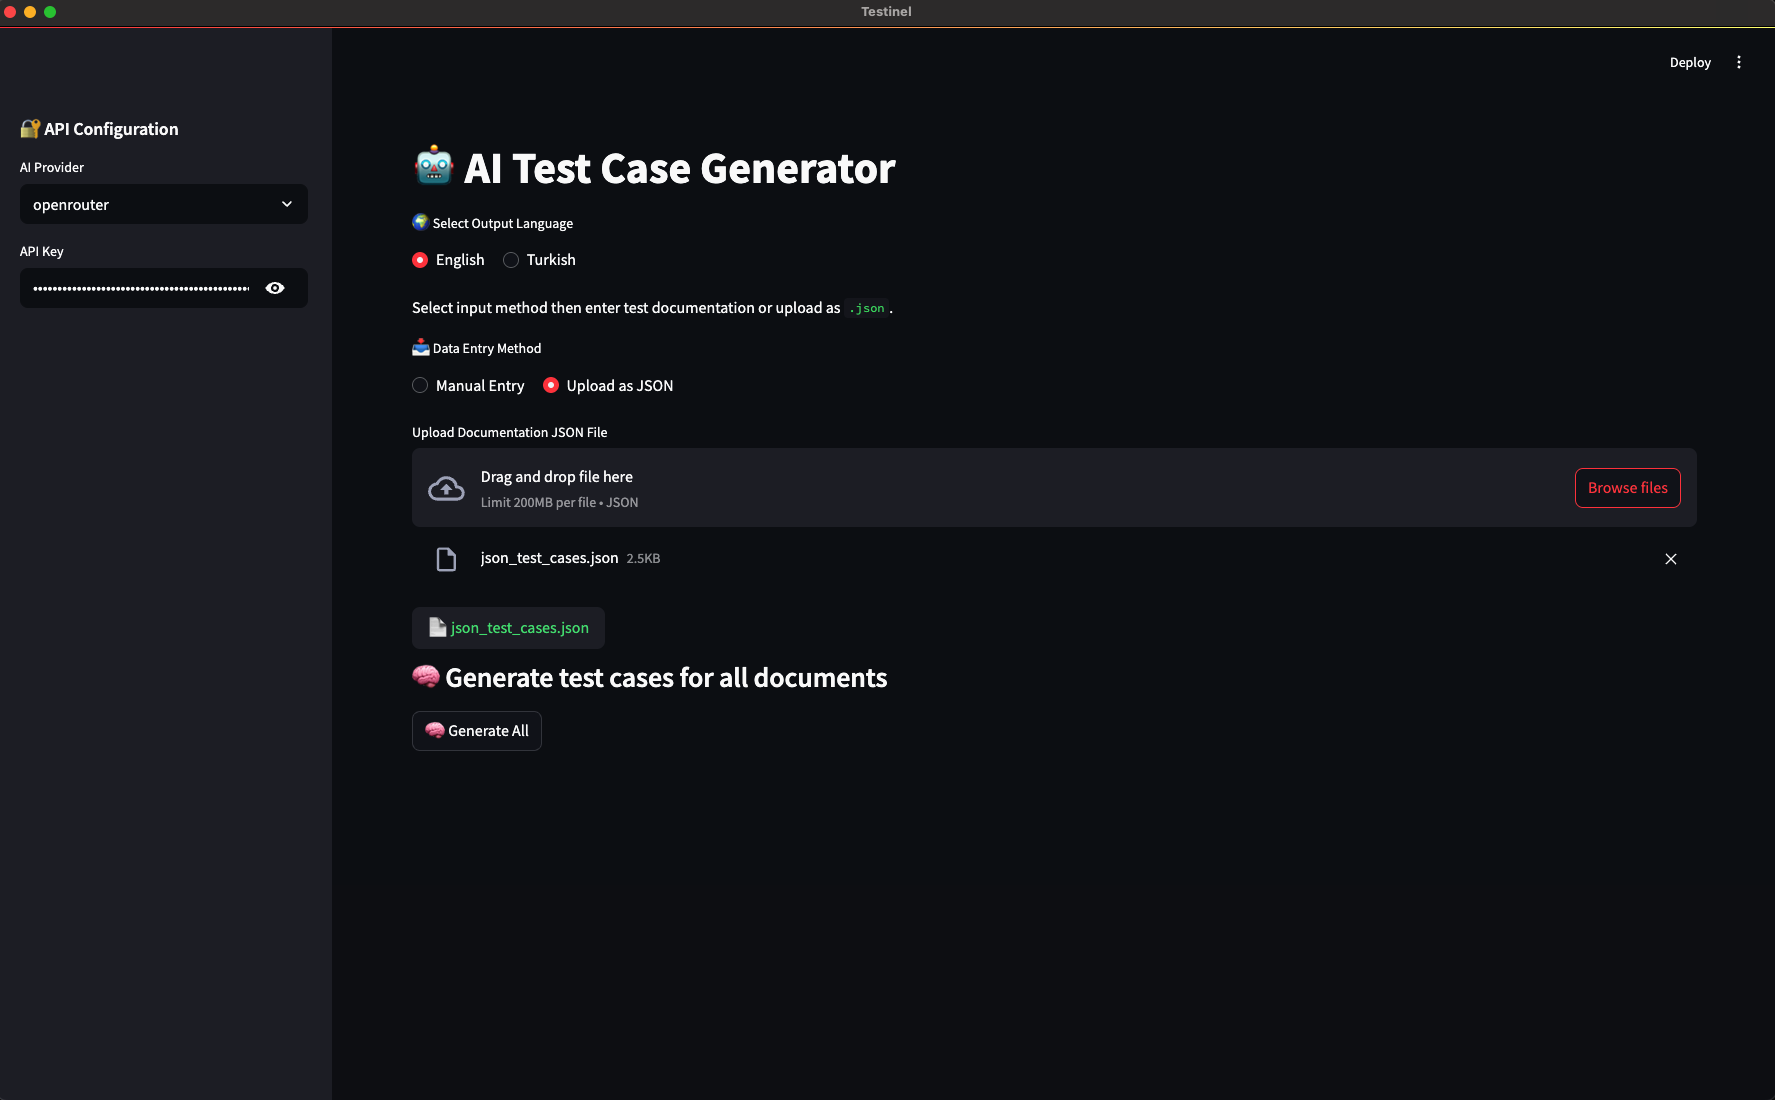 Testinel
Deploy
🔐 API Configuration
AI Provider
openrouter
API Key
🤖 AI Test Case Generator
🌍 Select Output Language
English Turkish
Select input method then enter test documentation or upload as .json.
📥 Data Entry Method
Manual Entry Upload as JSON
Upload Documentation JSON File
Drag and drop file here
Limit 200MB per file • JSON
Browse files
json_test_cases.json 2.5KB
📄 json_test_cases.json
🧠 Generate test cases for all documents
🧠 Generate All